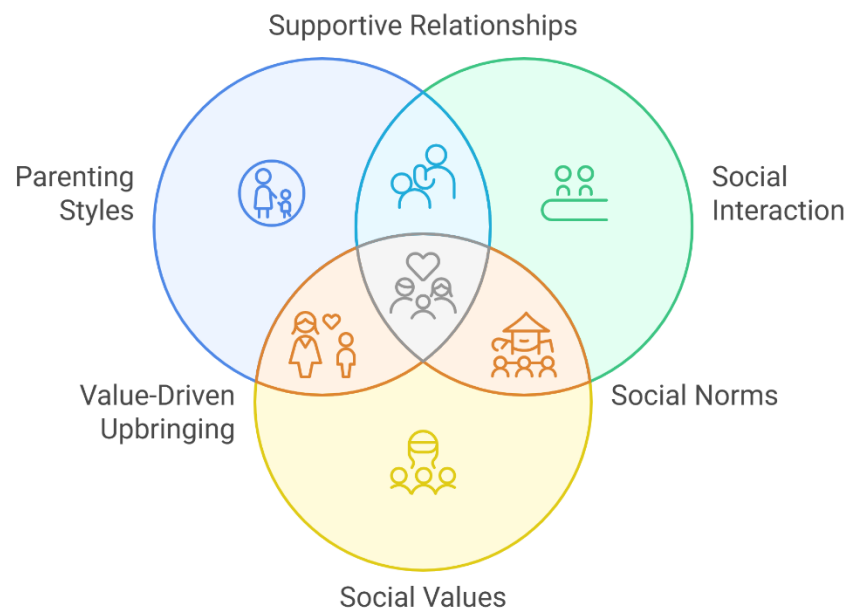 Supportive Relationships
Parenting
Styles
Social
Interaction
Value-Driven
Upbringing
Social Norms
Social Values